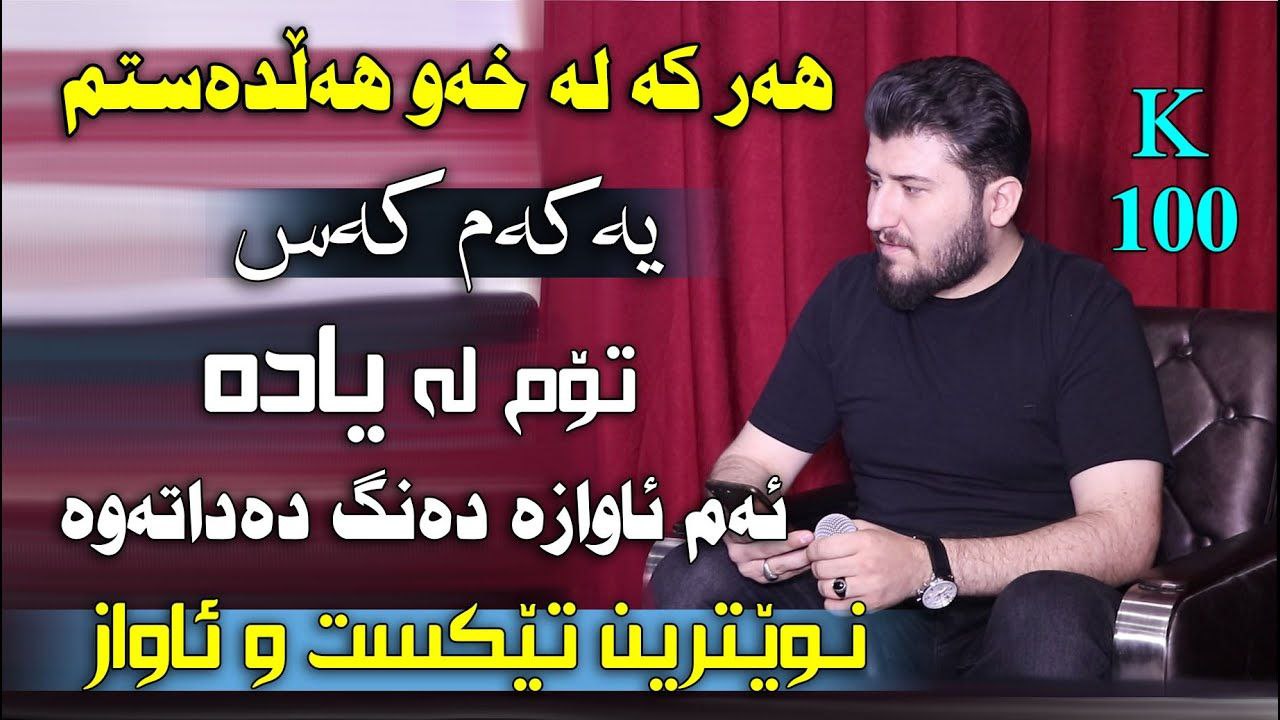 هەر کە لە خەو هەڵدەستم
یەکەم کەس
تۆم لە یادە
ئەم ئاوازە دەنگ دەداتەوە
نوێترین تێکست و ئاواز
K
100